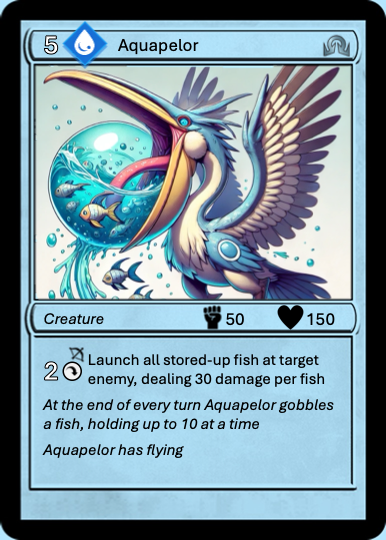 5 Aquapelor
Creature 50 150
2 Launch all stored-up fish at target
enemy, dealing 30 damage per fish
At the end of every turn Aquapelor gobbles
a fish, holding up to 10 at a time
Aquapelor has flying